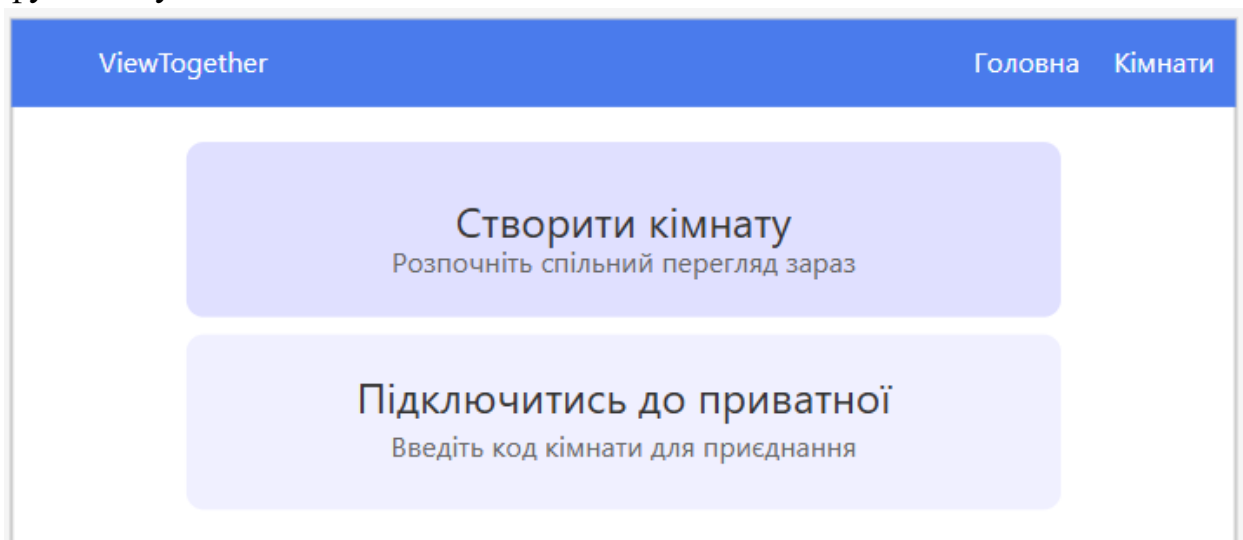 ViewTogether Головна Кімнати
Створити кімнату
Розпочніть спільний перегляд зараз
Підключитись до приватної
Введіть код кімнати для приєднання